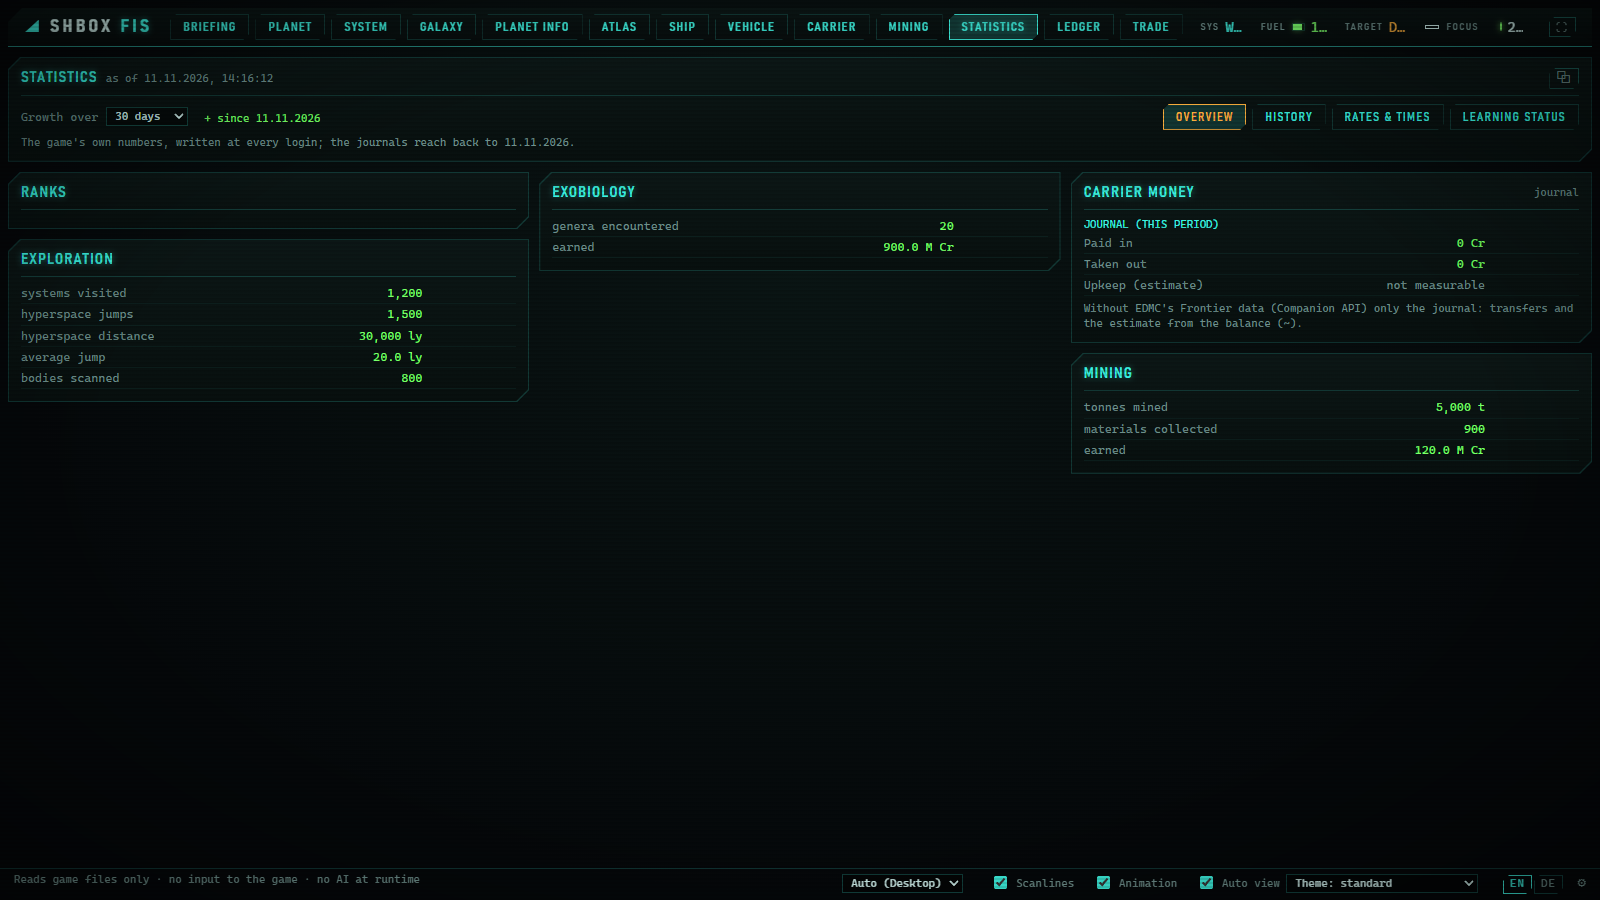 SHBOX FIS
BRIEFING PLANET SYSTEM GALAXY PLANET INFO ATLAS SHIP VEHICLE CARRIER MINING STATISTICS LEDGER TRADE SYS W… FUEL 1… TARGET D… FOCUS 2…
STATISTICS as of 11.11.2026, 14:16:12
Growth over 30 days + since 11.11.2026
OVERVIEW HISTORY RATES & TIMES LEARNING STATUS
The game's own numbers, written at every login; the journals reach back to 11.11.2026.
RANKS
EXPLORATION
systems visited 1,200
hyperspace jumps 1,500
hyperspace distance 30,000 ly
average jump 20.0 ly
bodies scanned 800
EXOBIOLOGY
genera encountered 20
earned 900.0 M Cr
CARRIER MONEY journal
JOURNAL (THIS PERIOD)
Paid in 0 Cr
Taken out 0 Cr
Upkeep (estimate) not measurable
Without EDMC's Frontier data (Companion API) only the journal: transfers and
the estimate from the balance (~).
MINING
tonnes mined 5,000 t
materials collected 900
earned 120.0 M Cr
Reads game files only · no input to the game · no AI at runtime
Auto (Desktop) Scanlines Animation Auto view Theme: standard EN DE